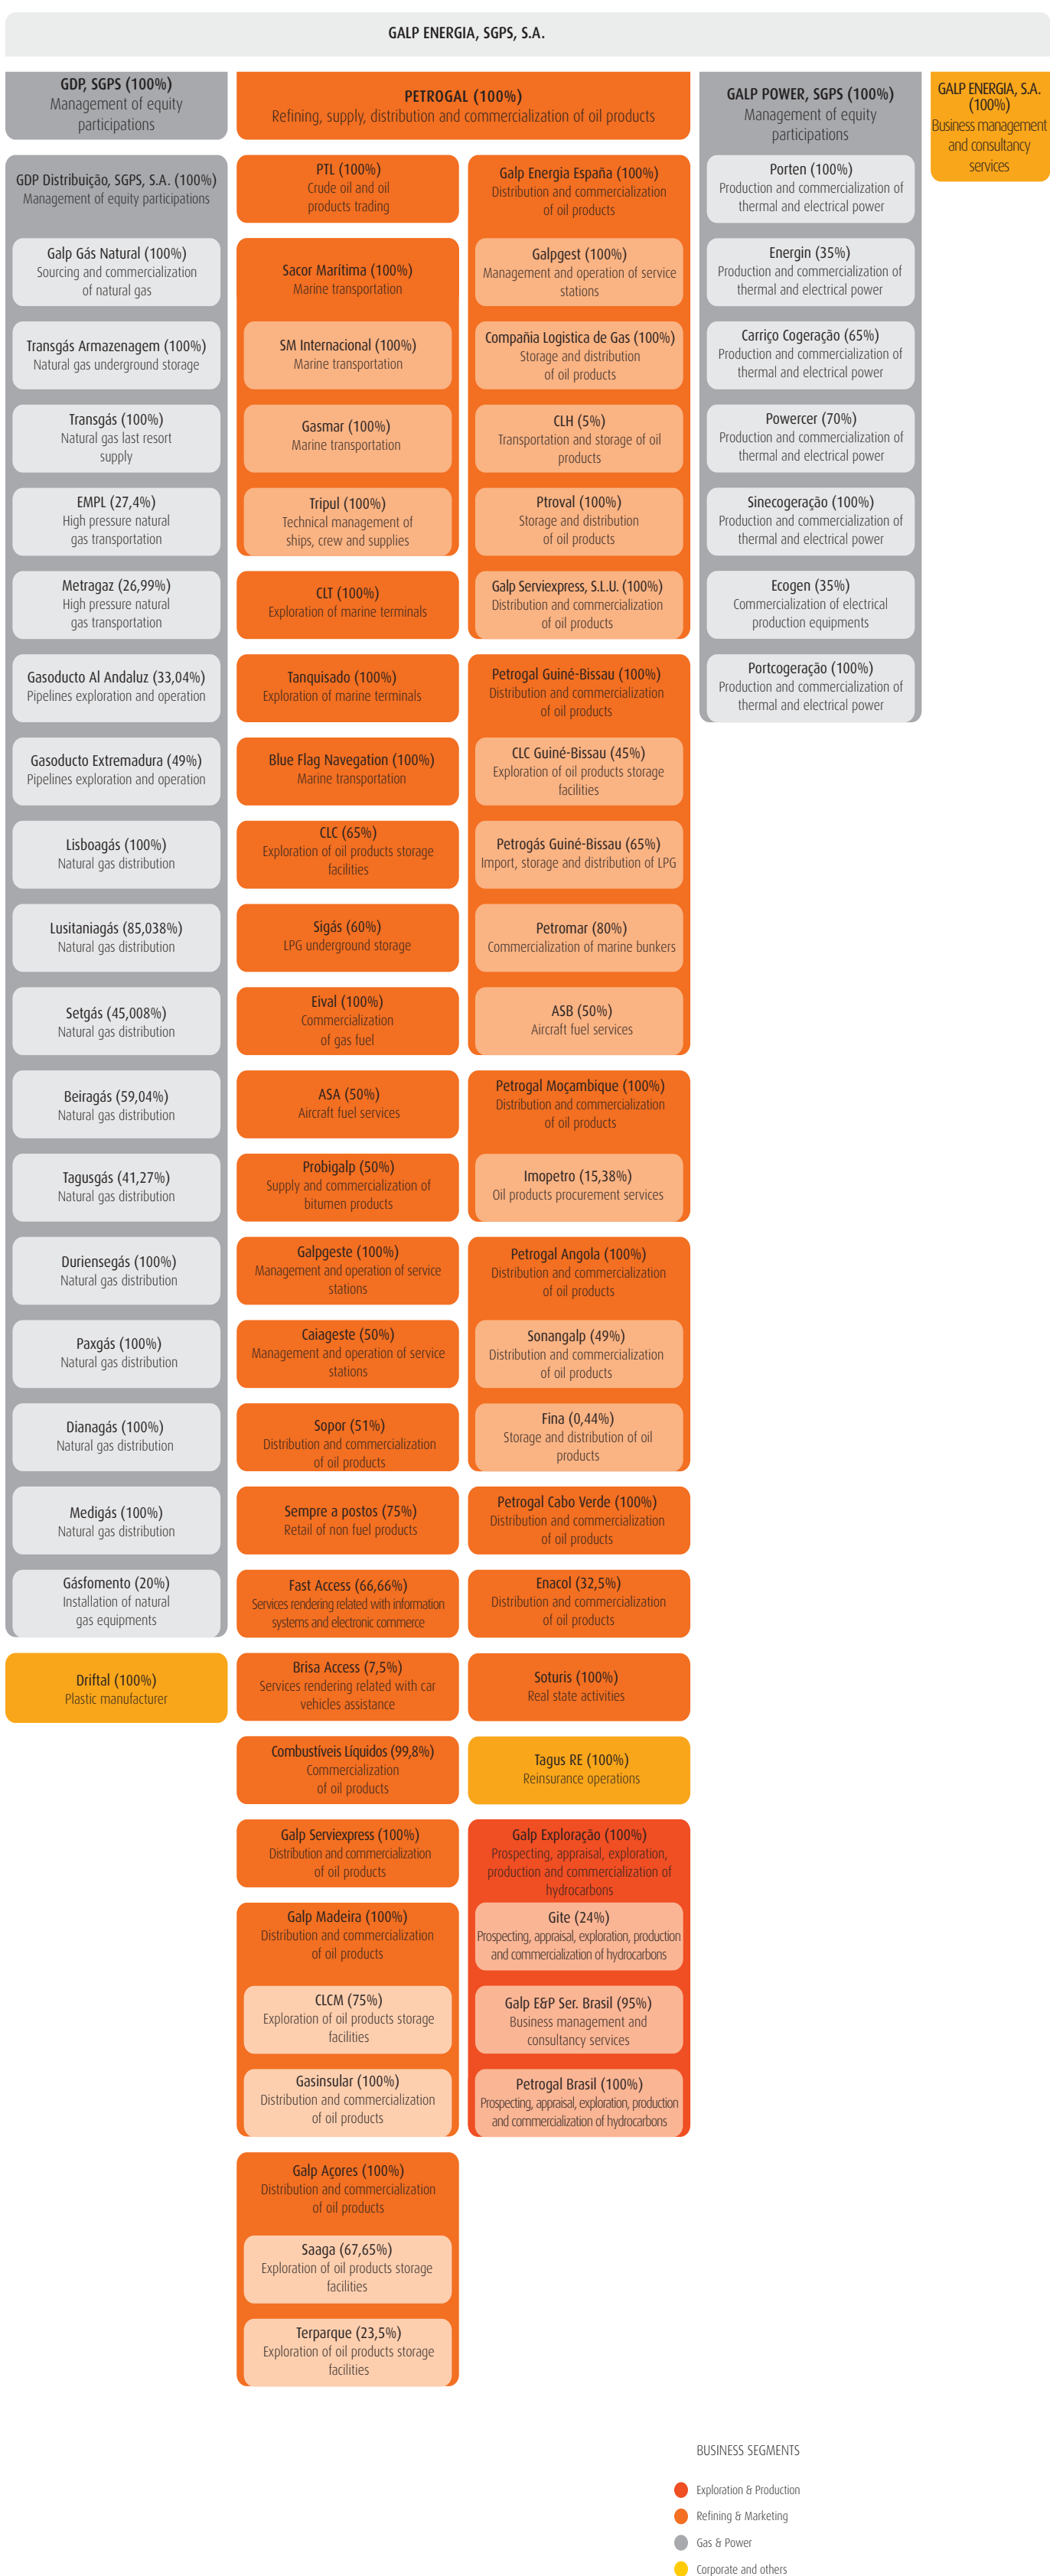 GALP ENERGIA, SGPS, S.A.
GDP, SGPS (100%)
Management of equity
participations
GDP Distribuição, SGPS, S.A. (100%)
Management of equity participations
Galp Gás Natural (100%)
Sourcing and commercialization
of natural gas
Transgás Armazenagem (100%)
Natural gas underground storage
Transgás (100%)
Natural gas last resort
supply
EMPL (27,4%)
High pressure natural
gas transportation
Metragaz (26,99%)
High pressure natural
gas transportation
Gasoducto Al Andaluz (33,04%)
Pipelines exploration and operation
Gasoducto Extremadura (49%)
Pipelines exploration and operation
Lisboagás (100%)
Natural gas distribution
Lusitaniagás (85,038%)
Natural gas distribution
Setgás (45,008%)
Natural gas distribution
Beiragás (59,04%)
Natural gas distribution
Tagusgás (41,27%)
Natural gas distribution
Duriensegás (100%)
Natural gas distribution
Paxgás (100%)
Natural gas distribution
Dianagás (100%)
Natural gas distribution
Medigás (100%)
Natural gas distribution
Gásfomento (20%)
Installation of natural
gas equipments
Driftal (100%)
Plastic manufacturer
PETROGAL (100%)
Refining, supply, distribution and commercialization of oil products
PTL (100%)
Crude oil and oil
products trading
Sacor Marítima (100%)
Marine transportation
SM Internacional (100%)
Marine transportation
Gasmar (100%)
Marine transportation
Tripul (100%)
Technical management of
ships, crew and supplies
CLT (100%)
Exploration of marine terminals
Tanquisado (100%)
Exploration of marine terminals
Blue Flag Navegation (100%)
Marine transportation
CLC (65%)
Exploration of oil products storage
facilities
Sigás (60%)
LPG underground storage
Eival (100%)
Commercialization
of gas fuel
ASA (50%)
Aircraft fuel services
Probigalp (50%)
Supply and commercialization of
bitumen products
Galpgeste (100%)
Management and operation of service
stations
Caiageste (50%)
Management and operation of service
stations
Sopor (51%)
Distribution and commercialization
of oil products
Sempre a postos (75%)
Retail of non fuel products
Fast Access (66,66%)
Services rendering related with information
systems and electronic commerce
Brisa Access (7,5%)
Services rendering related with car
vehicles assistance
Combustíveis Líquidos (99,8%)
Commercialization
of oil products
Galp Serviexpress (100%)
Distribution and commercialization
of oil products
Galp Madeira (100%)
Distribution and commercialization
of oil products
CLCM (75%)
Exploration of oil products storage
facilities
Gasinsular (100%)
Distribution and commercialization
of oil products
Galp Açores (100%)
Distribution and commercialization
of oil products
Saaga (67,65%)
Exploration of oil products storage
facilities
Terparque (23,5%)
Exploration of oil products storage
facilities
Galp Energia España (100%)
Distribution and commercialization
of oil products
Galpgest (100%)
Management and operation of service
stations
Compañia Logistica de Gas (100%)
Storage and distribution
of oil products
CLH (5%)
Transportation and storage of oil
products
Ptroval (100%)
Storage and distribution
of oil products
Galp Serviexpress, S.L.U. (100%)
Distribution and commercialization
of oil products
Petrogal Guiné-Bissau (100%)
Distribution and commercialization
of oil products
CLC Guiné-Bissau (45%)
Exploration of oil products storage
facilities
Petrogás Guiné-Bissau (65%)
Import, storage and distribution of LPG
Petromar (80%)
Commercialization of marine bunkers
ASB (50%)
Aircraft fuel services
Petrogal Moçambique (100%)
Distribution and commercialization
of oil products
Imopetro (15,38%)
Oil products procurement services
Petrogal Angola (100%)
Distribution and commercialization
of oil products
Sonangalp (49%)
Distribution and commercialization
of oil products
Fina (0,44%)
Storage and distribution of oil
products
Petrogal Cabo Verde (100%)
Distribution and commercialization
of oil products
Enacol (32,5%)
Distribution and commercialization
of oil products
Soturis (100%)
Real state activities
Tagus RE (100%)
Reinsurance operations
Galp Exploração (100%)
Prospecting, appraisal, exploration,
production and commercialization of
hydrocarbons
Gite (24%)
Prospecting, appraisal, exploration, production
and commercialization of hydrocarbons
Galp E&P Ser. Brasil (95%)
Business management and
consultancy services
Petrogal Brasil (100%)
Prospecting, appraisal, exploration, production
and commercialization of hydrocarbons
GALP POWER, SGPS (100%)
Management of equity
participations
Porten (100%)
Production and commercialization of
thermal and electrical power
Energin (35%)
Production and commercialization of
thermal and electrical power
Carriço Cogeração (65%)
Production and commercialization of
thermal and electrical power
Powercer (70%)
Production and commercialization of
thermal and electrical power
Sinecogeração (100%)
Production and commercialization of
thermal and electrical power
Ecogen (35%)
Commercialization of electrical
production equipments
Portcogeração (100%)
Production and commercialization of
thermal and electrical power
GALP ENERGIA, S.A.
(100%)
Business management
and consultancy
services
BUSINESS SEGMENTS
Exploration & Production
Refining & Marketing
Gas & Power
Corporate and others